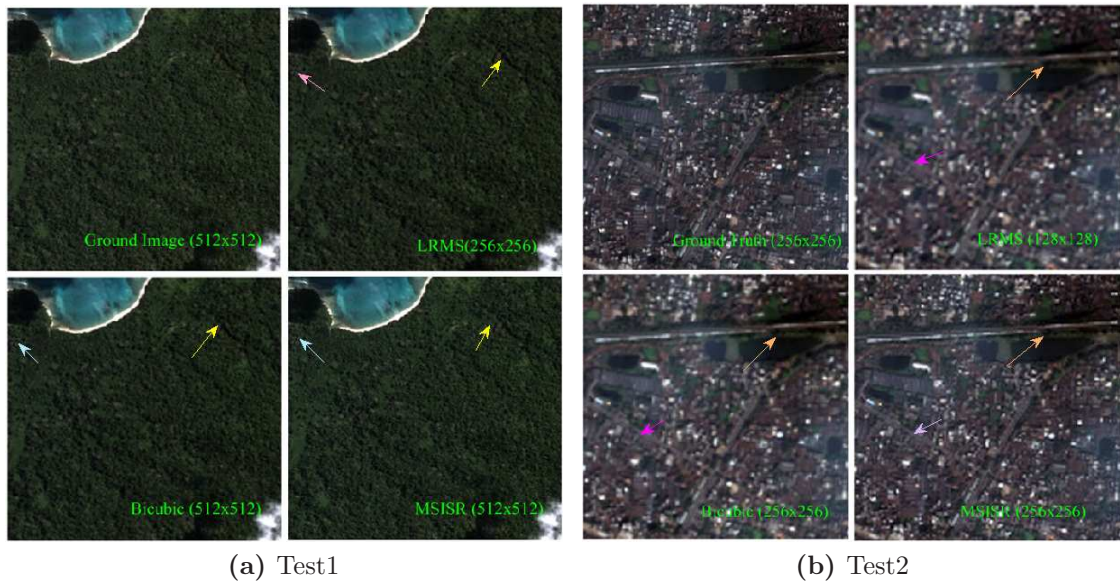 Ground Image (512x512)
LRMS(256x256)
Bicubic (512x512)
MSISR (512x512)
Ground Truth (256x256)
LRMS (128x128)
Bicubic (256x256)
MSISR (256x256)
(a) Test1
(b) Test2